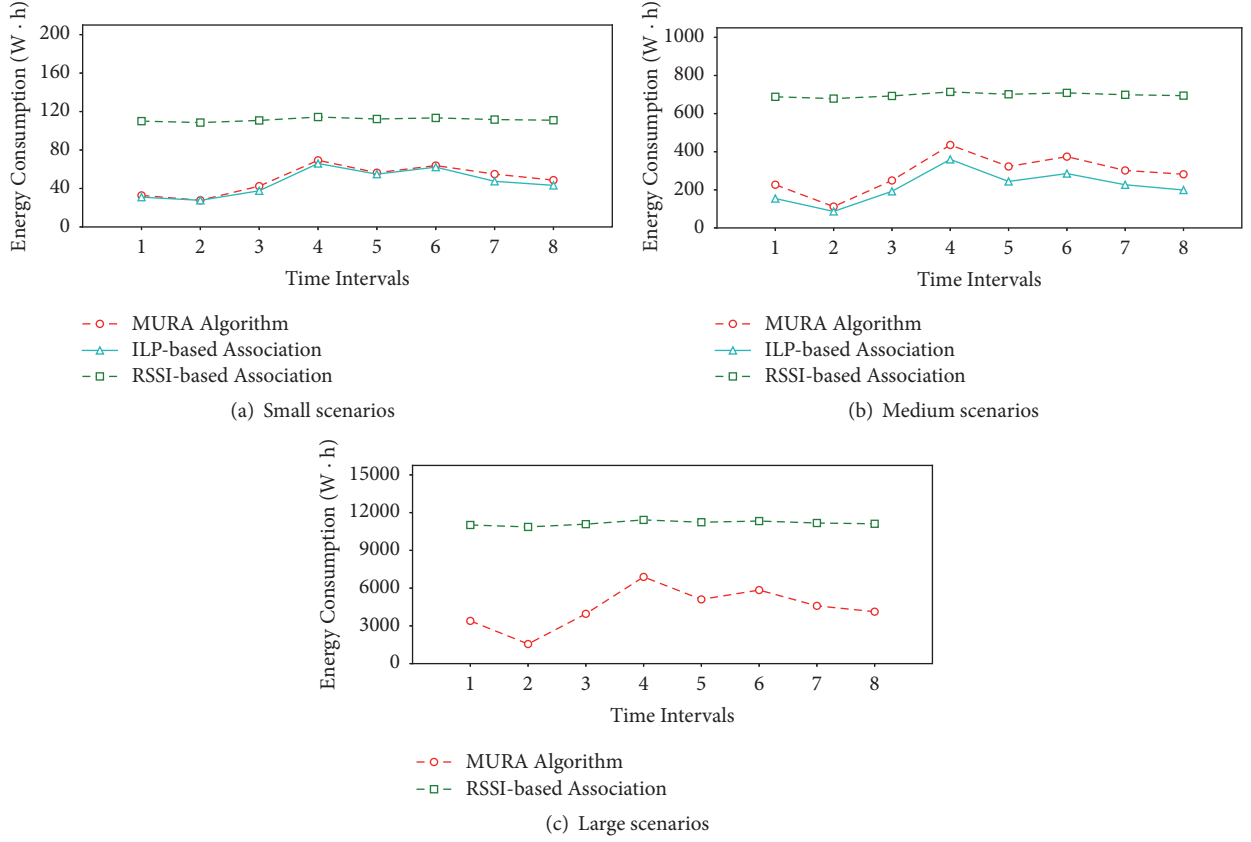 Energy Consumption (W · h)
200
160
120
80
40
0
1 2 3 4 5 6 7 8
Time Intervals
MURA Algorithm
ILP-based Association
RSSI-based Association
(a) Small scenarios
Energy Consumption (W · h)
1000
800
600
400
200
0
1 2 3 4 5 6 7 8
Time Intervals
MURA Algorithm
ILP-based Association
RSSI-based Association
(b) Medium scenarios
Energy Consumption (W · h)
15000
12000
9000
6000
3000
0
1 2 3 4 5 6 7 8
Time Intervals
MURA Algorithm
RSSI-based Association
(c) Large scenarios